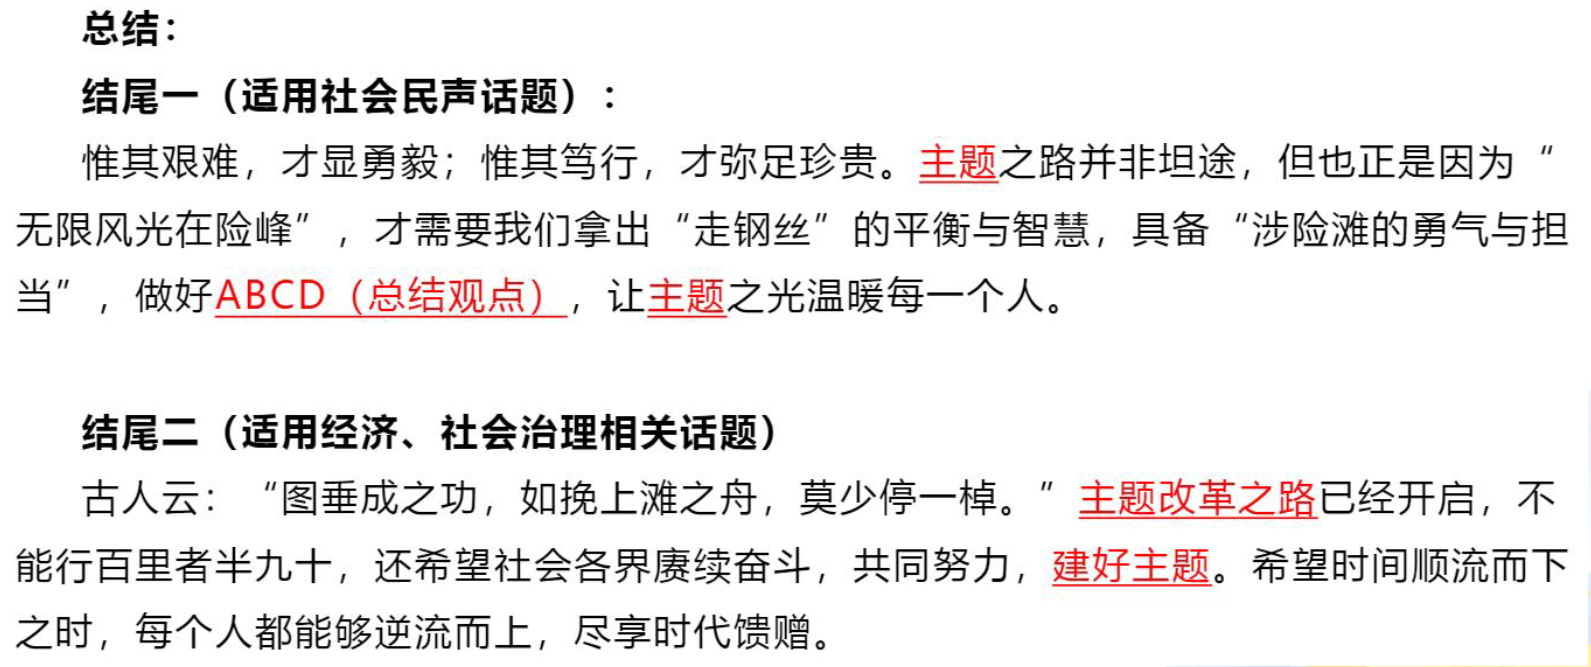 总结：
结尾一（适用社会民声话题）：
惟其艰难，才显勇毅；惟其笃行，才弥足珍贵。主题之路并非坦途，但也正是因为“
无限风光在险峰”，才需要我们拿出“走钢丝”的平衡与智慧，具备“涉险滩的勇气与担
当”，做好ABCD（总结观点），让主题之光温暖每一个人。
结尾二（适用经济、社会治理相关话题）
古人云：“图垂成之功，如挽上滩之舟，莫少停一棹。”主题改革之路已经开启，不
能行百里者半九十，还希望社会各界赓续奋斗，共同努力，建好主题。希望时间顺流而下
之时，每个人都能够逆流而上，尽享时代馈赠。